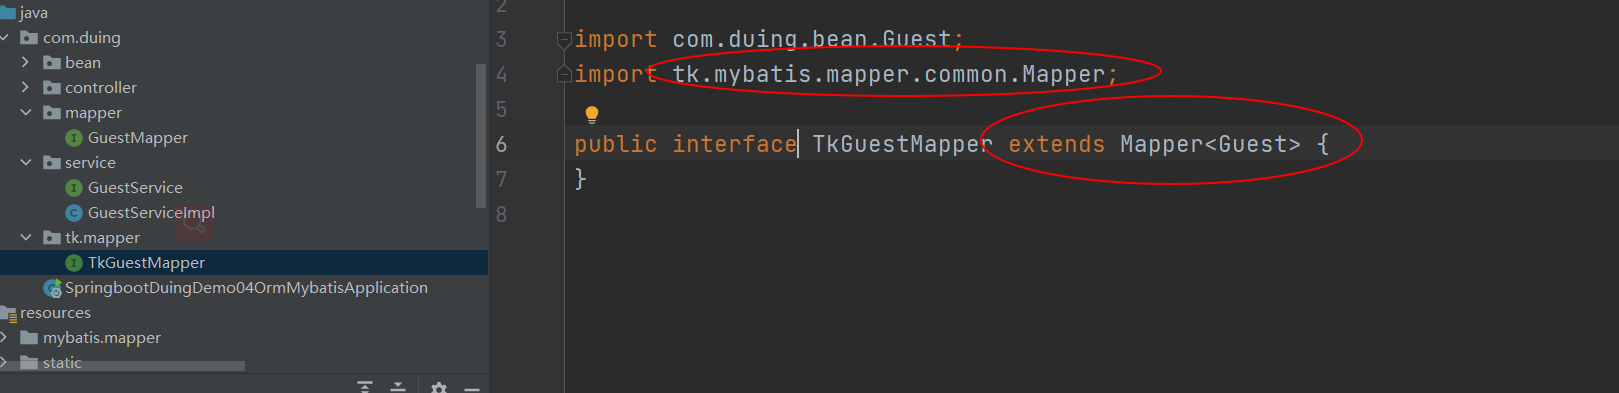 java
com.duing
bean
controller
mapper
GuestMapper
service
GuestService
GuestServiceImpl
tk.mapper
TkGuestMapper
SpringbootDuingDemo04OrmMybatisApplication
resources
mybatis.mapper
static
2
3 import com.duing.bean.Guest;
4 import tk.mybatis.mapper.common.Mapper;
5
6 public interface TkGuestMapper extends Mapper<Guest> {
7 }
8